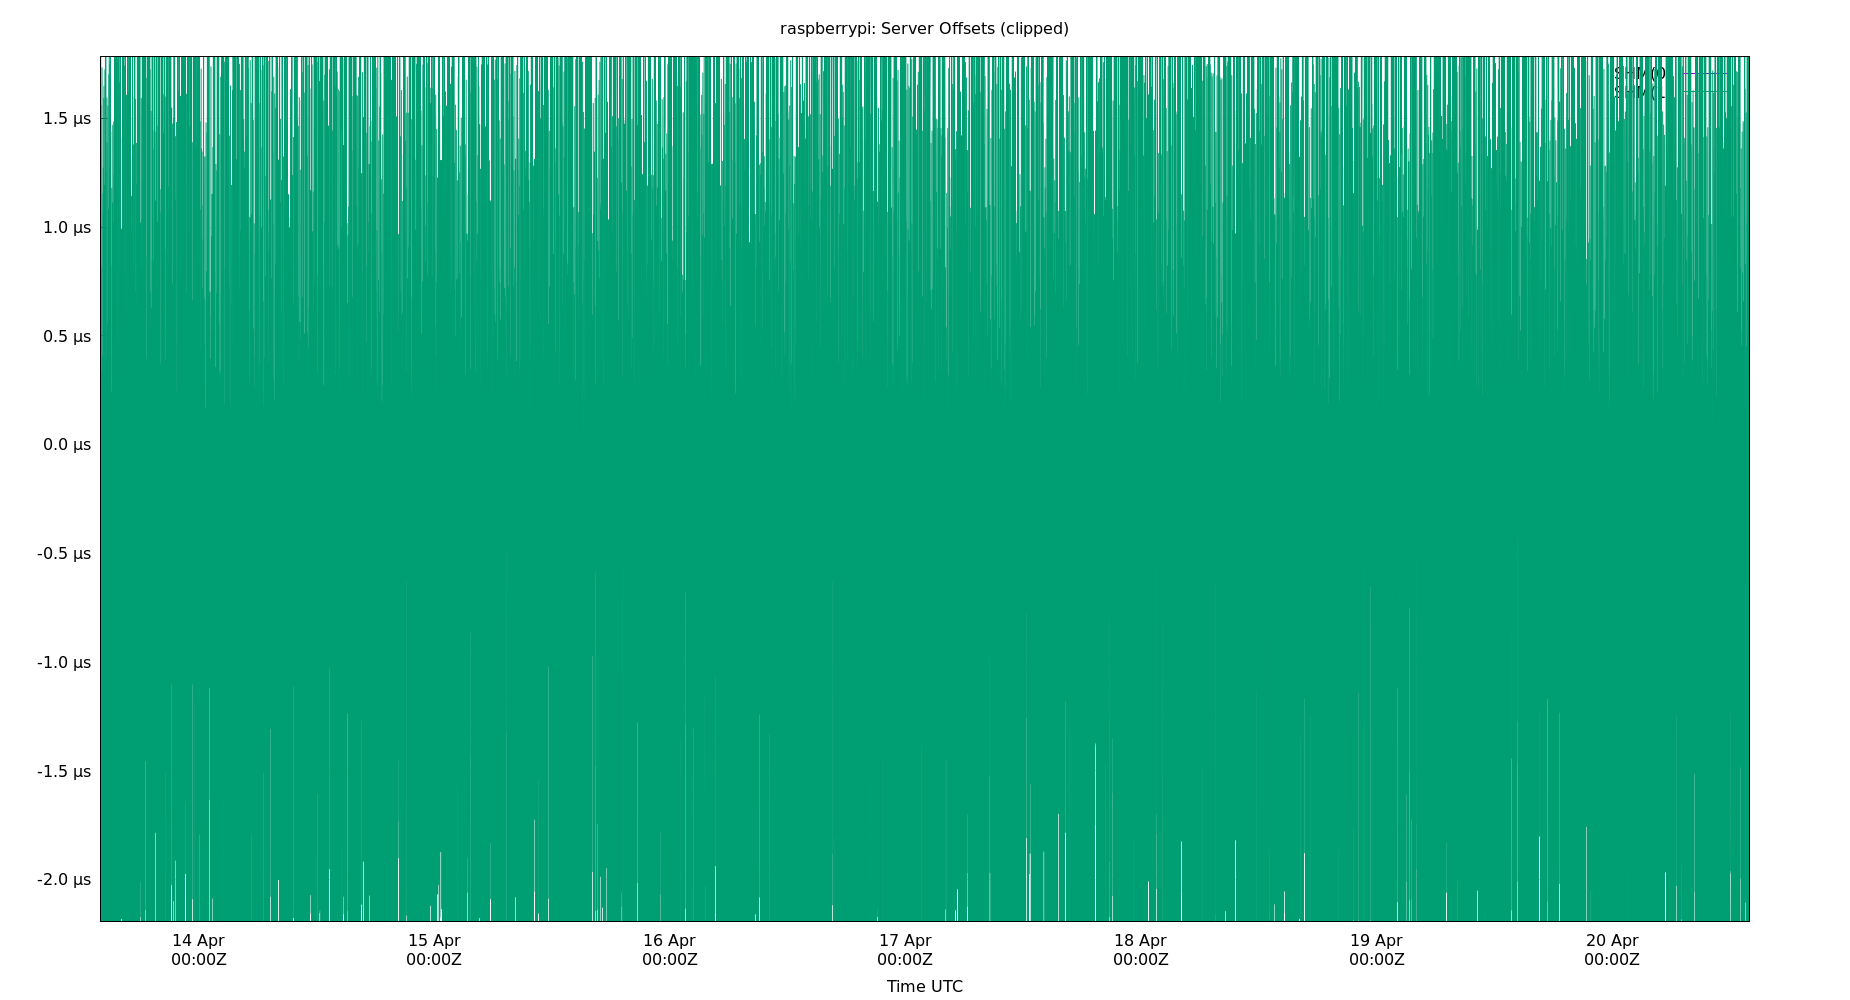 raspberrypi: Server Offsets (clipped)
1.5 µs
1.0 µs
0.5 µs
0.0 µs
-0.5 µs
-1.0 µs
-1.5 µs
-2.0 µs
14 Apr 15 Apr 16 Apr 17 Apr 18 Apr 19 Apr 20 Apr
00:00Z 00:00Z 00:00Z 00:00Z 00:00Z 00:00Z 00:00Z
Time UTC